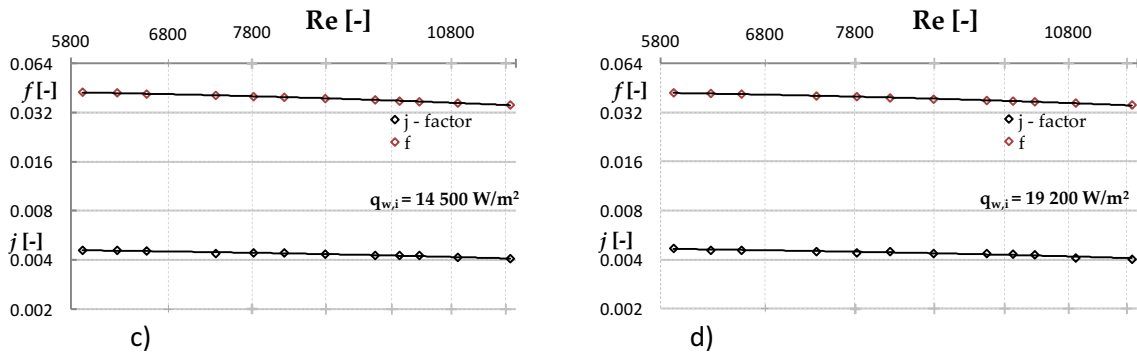 Re [-]
5800 6800 7800 10800
0.064
f [-]
0.032
j - factor
f
0.016
q_w,i = 14 500 W/m²
0.008
j [-]
0.004
0.002
c)
Re [-]
5800 6800 7800 10800
0.064
f [-]
0.032
j - factor
f
0.016
q_w,i = 19 200 W/m²
0.008
j [-]
0.004
0.002
d)